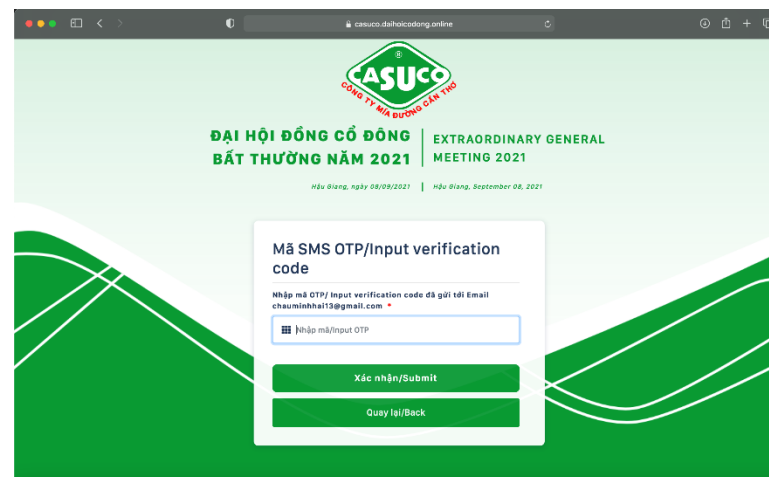 casuco.daihoicodong.online
®
CASUCO
CÔNG TY MÍA ĐƯỜNG CẦN THƠ
ĐẠI HỘI ĐỒNG CỔ ĐÔNG
BẤT THƯỜNG NĂM 2021
EXTRAORDINARY GENERAL
MEETING 2021
Hậu Giang, ngày 08/09/2021
Hậu Giang, September 08, 2021
Mã SMS OTP/Input verification
code
Nhập mã OTP/ Input verification code đã gửi tới Email
chauminhhai13@gmail.com *
Nhập mã/Input OTP
Xác nhận/Submit
Quay lại/Back